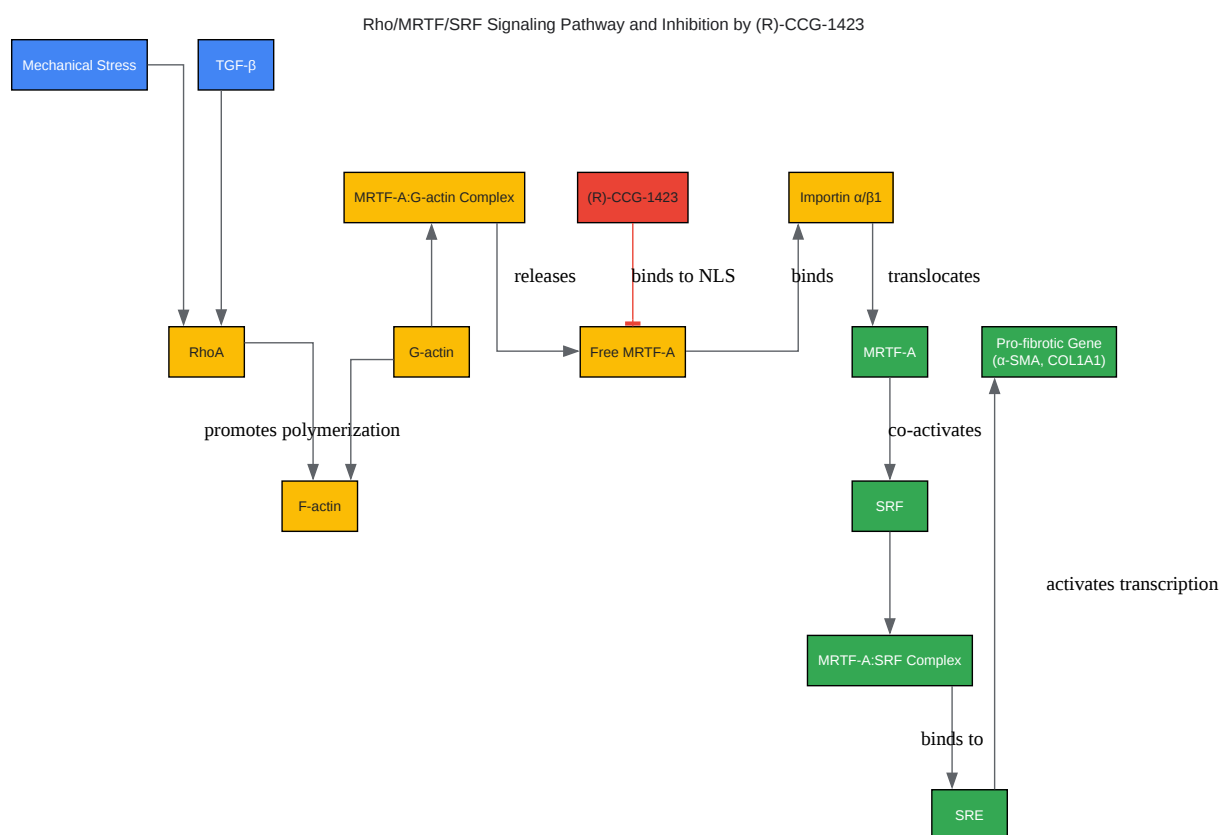 Rho/MRTF/SRF Signaling Pathway and Inhibition by (R)-CCG-1423
Mechanical Stress
TGF-β
MRTF-A:G-actin Complex
(R)-CCG-1423
Importin α/β1
releases
binds to NLS
binds
translocates
RhoA
G-actin
Free MRTF-A
MRTF-A
Pro-fibrotic Gene
(α-SMA, COL1A1)
promotes polymerization
co-activates
F-actin
SRF
activates transcription
MRTF-A:SRF Complex
binds to
SRE